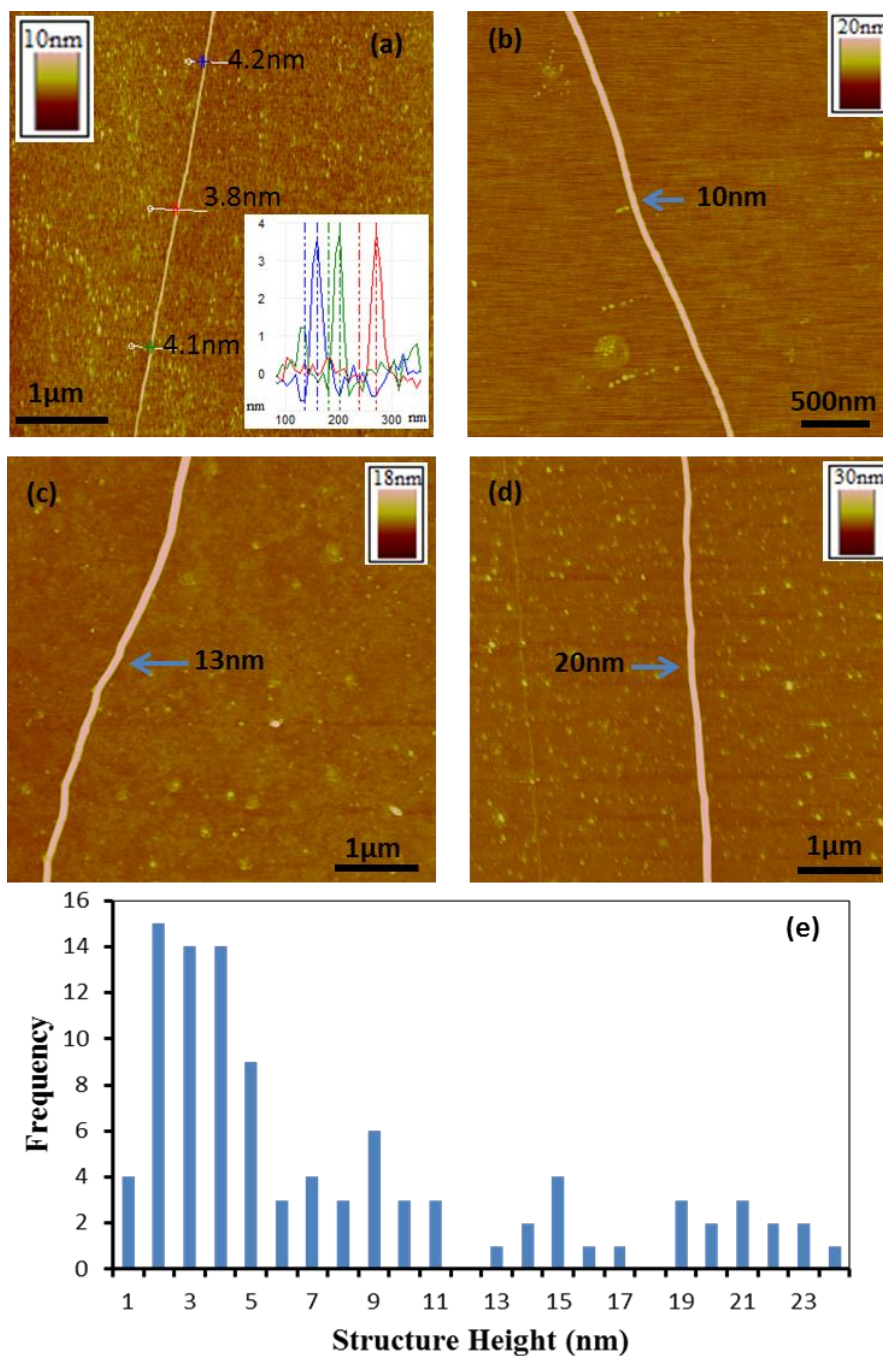 10nm
(a)
4.2nm
3.8nm
4.1nm
1µm
4
3
2
1
0
nm
100
200
300
nm
(b)
20nm
10nm
500nm
(c)
18nm
13nm
1µm
(d)
30nm
20nm
1µm
(e)
Frequency
16
14
12
10
8
6
4
2
0
1 3 5 7 9 11 13 15 17 19 21 23
Structure Height (nm)